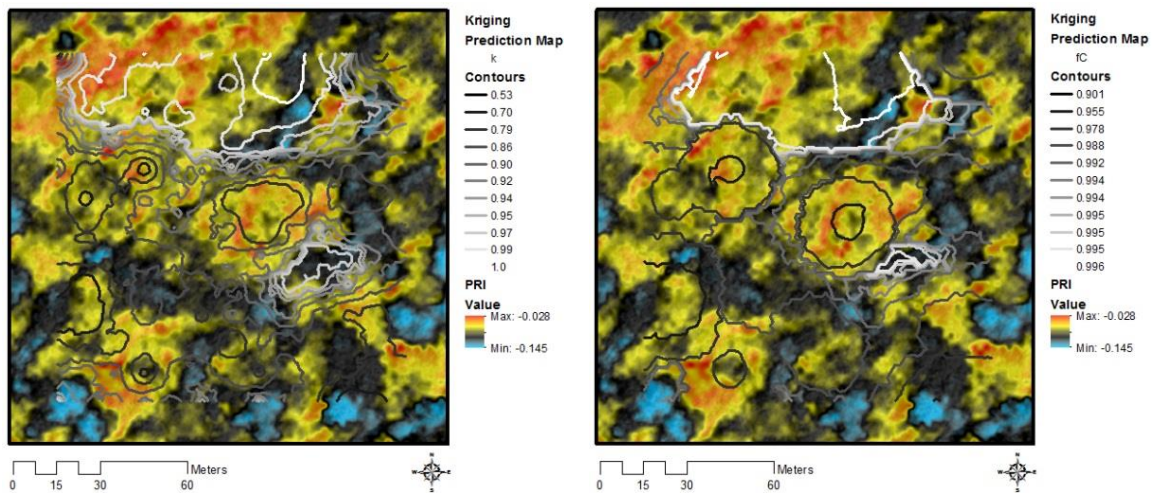 Kriging
Prediction Map
k
Contours
0.53
0.70
0.79
0.86
0.90
0.92
0.94
0.95
0.97
0.99
1.0
PRI
Value
Max: -0.028
Min: -0.145
Meters
0 15 30 60
N
W E
S
Kriging
Prediction Map
fC
Contours
0.901
0.955
0.978
0.988
0.992
0.994
0.994
0.995
0.995
0.995
0.996
PRI
Value
Max: -0.028
Min: -0.145
Meters
0 15 30 60
N
W E
S